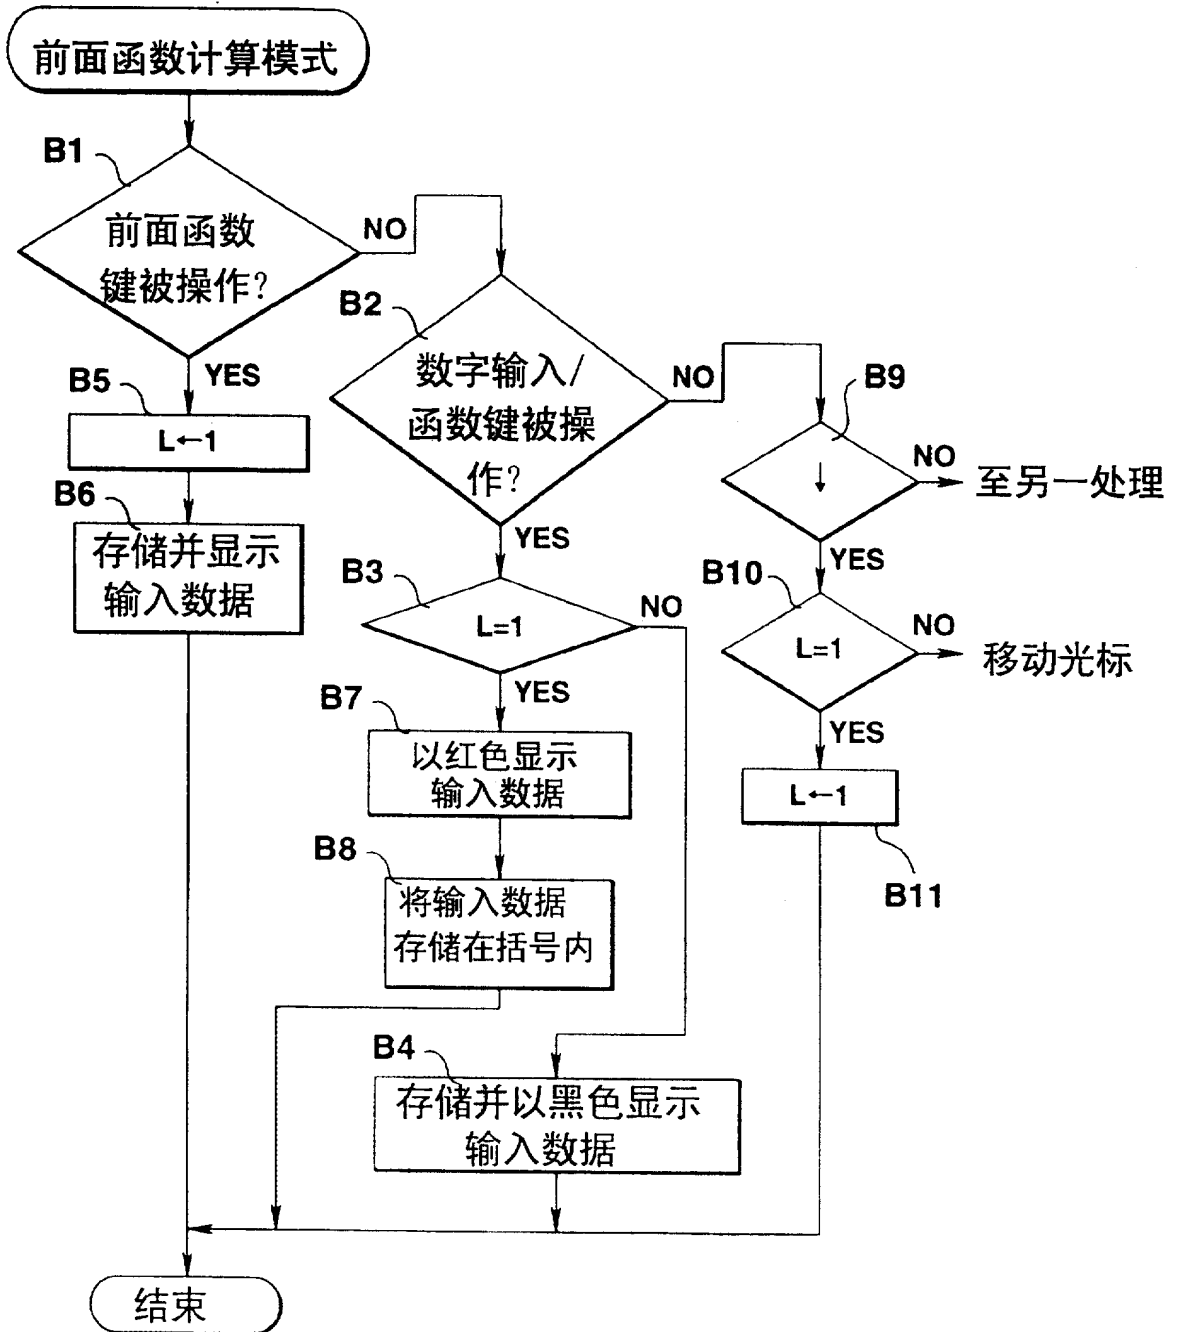 前面函数计算模式
B1
前面函数
键被操作?
NO
YES
B5
L←1
B6
存储并显示
输入数据
B2
数字输入/
函数键被操
作?
NO
YES
B3
L=1
NO
YES
B7
以红色显示
输入数据
B8
将输入数据
存储在括号内
B4
存储并以黑色显示
输入数据
B9
↓
NO
至另一处理
YES
B10
L=1
NO
移动光标
YES
L←1
B11
结束